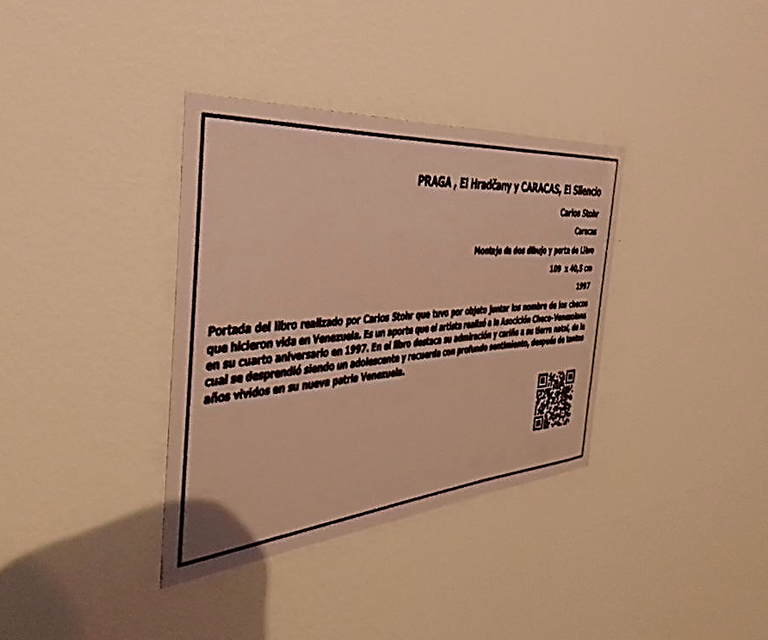 PRAGA , El Hradčany y CARACAS, El Silencio
Carlos Stohr
Caracas
Montaje de dos dibujo y porta de Libro
109 x 40,5 cm
1997
Portada del libro realizado por Carlos Stohr que tuvo por objeto juntar los nombre de los checos
que hicieron vida en Venezuela. Es un aporte que el artista realizó a la Asocición Checo-Venezolana
en su cuarto aniversario en 1997. En el libro destaca su admiración y cariño a su tierra natal, de la
cual se desprendió siendo un adolescente y recuerda con profundo sentimiento, después de tantos
años vividos en su nueva patria Venezuela.